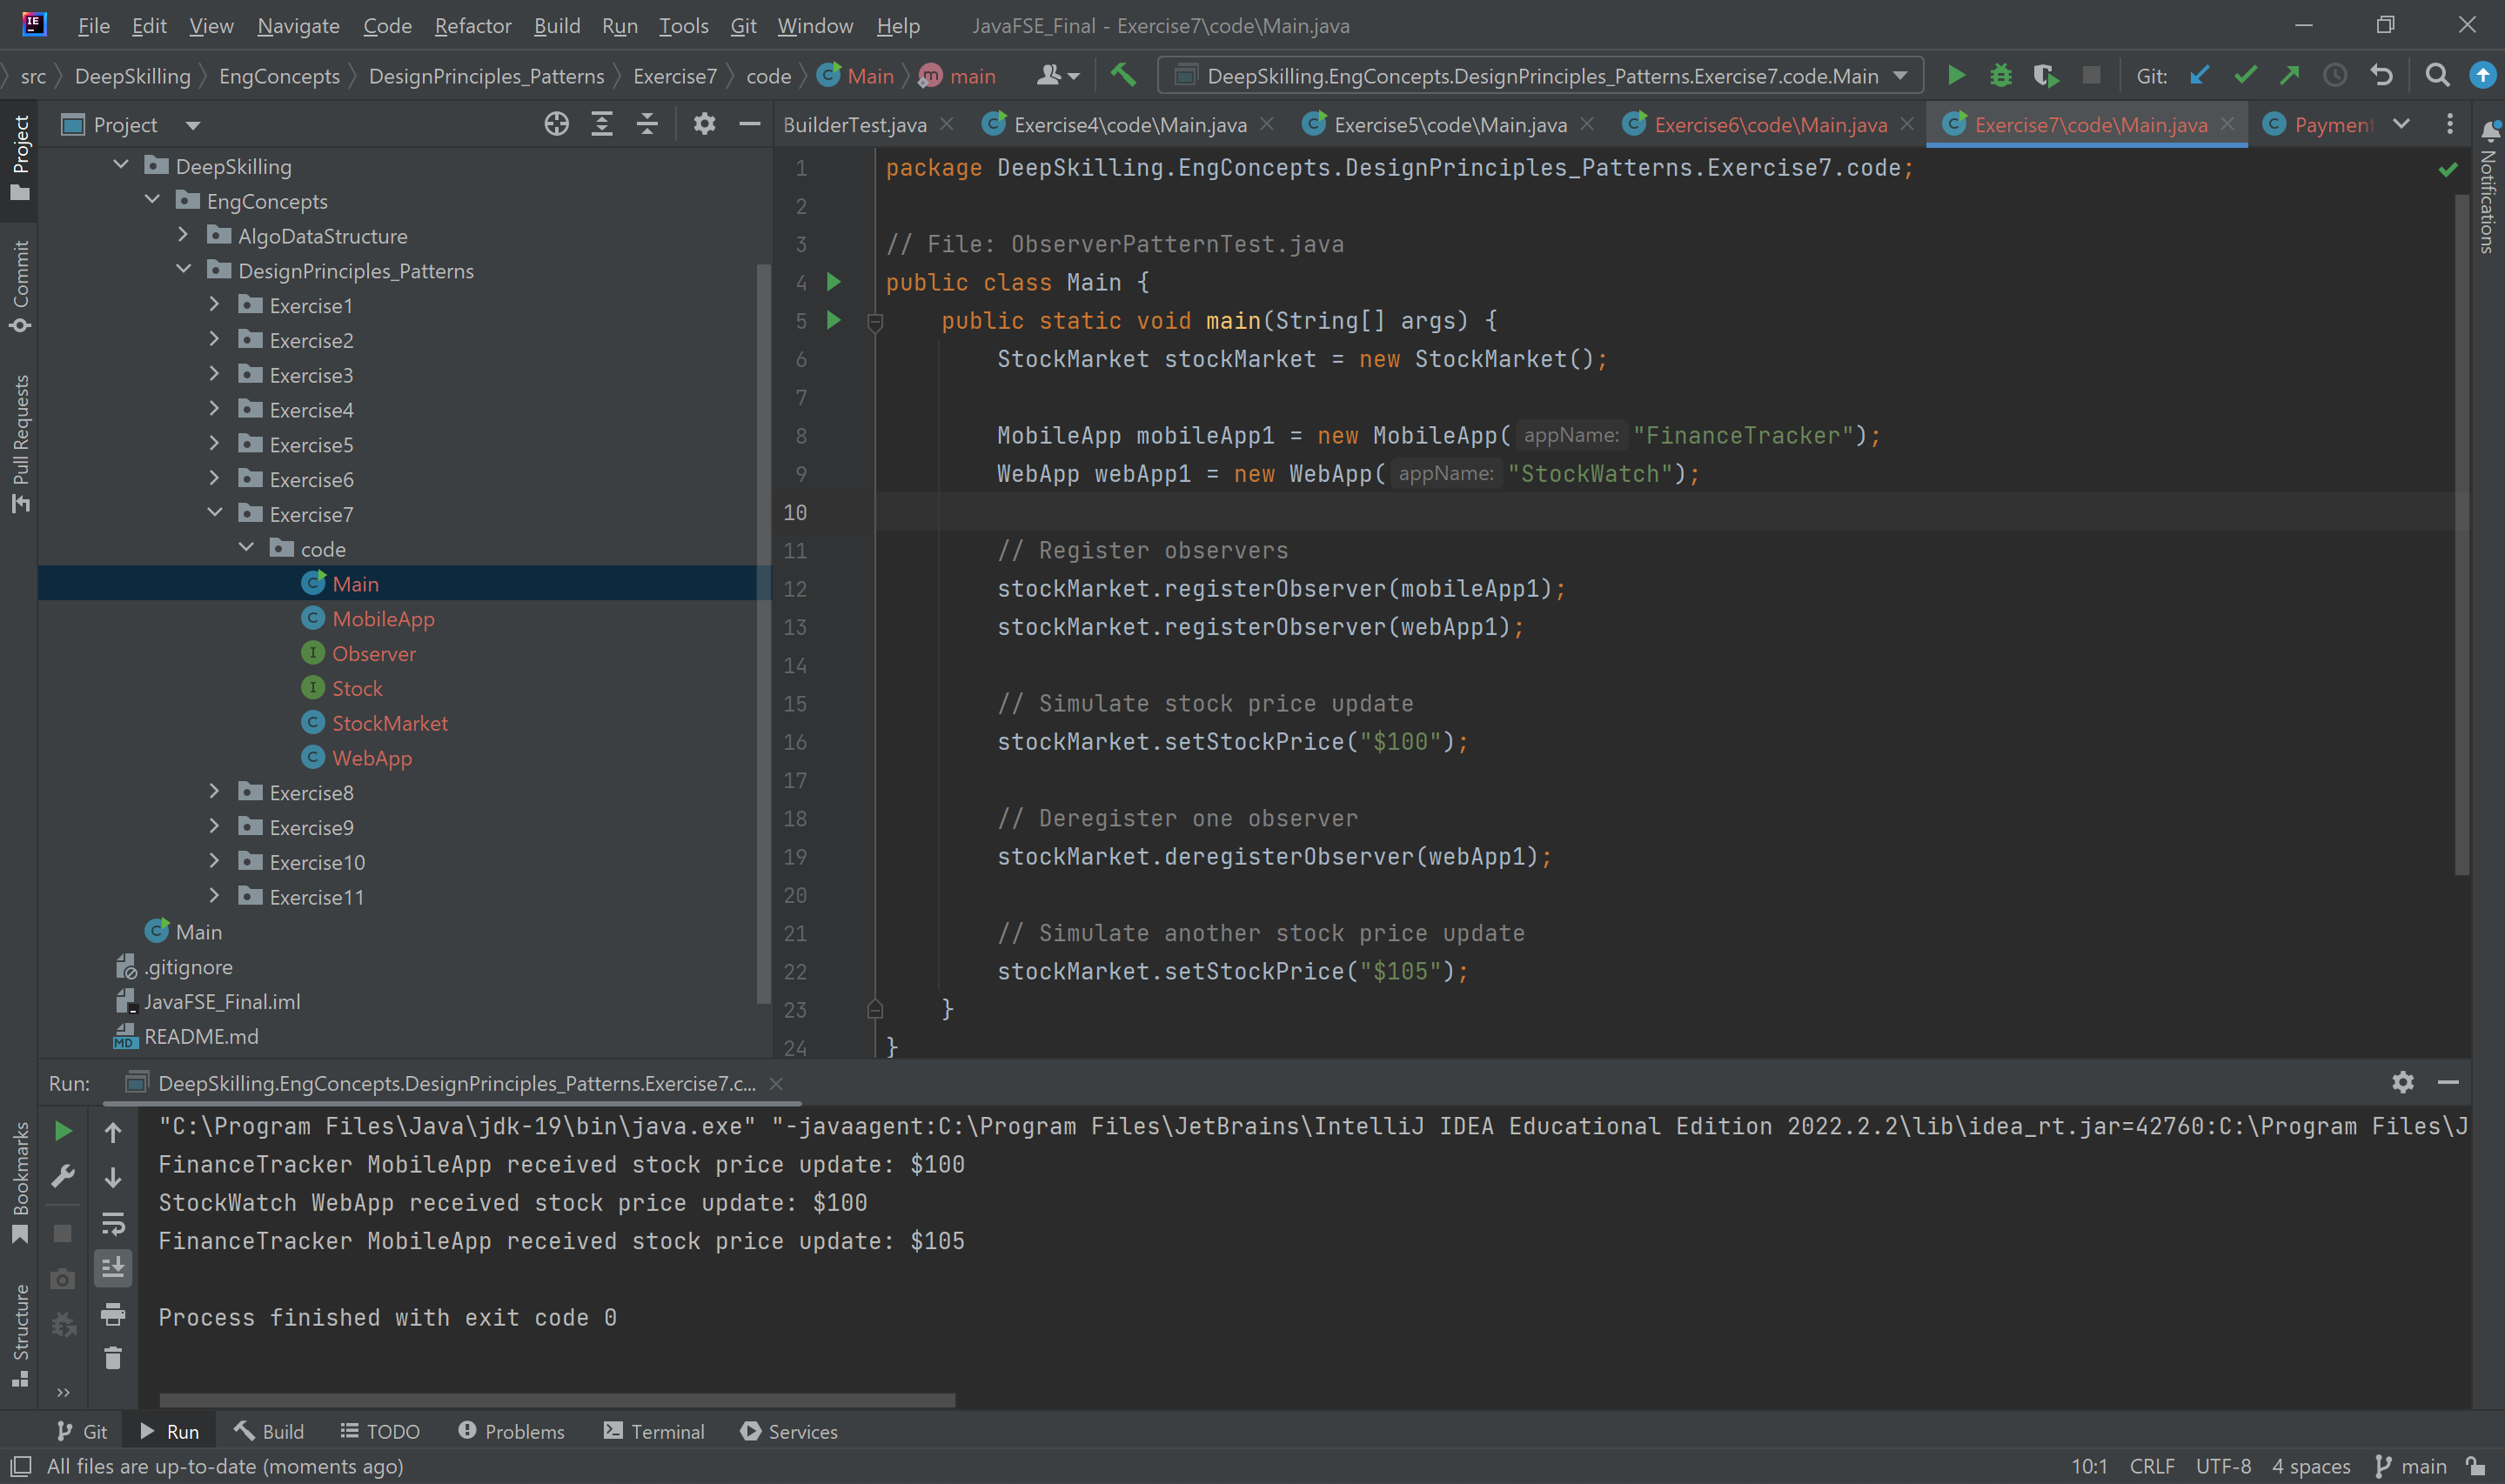 File Edit View Navigate Code Refactor Build Run Tools Git Window Help JavaFSE_Final - Exercise7\code\Main.java
src DeepSkilling EngConcepts DesignPrinciples_Patterns Exercise7 code Main main DeepSkilling.EngConcepts.DesignPrinciples_Patterns.Exercise7.code.Main Git:
Project
BuilderTest.java Exercise4\code\Main.java Exercise5\code\Main.java Exercise6\code\Main.java Exercise7\code\Main.java
Project
Commit
Pull Requests
Bookmarks
Structure
Notifications
DeepSkilling
EngConcepts
AlgoDataStructure
DesignPrinciples_Patterns
Exercise1
Exercise2
Exercise3
Exercise4
Exercise5
Exercise6
Exercise7
code
Main
MobileApp
Observer
Stock
StockMarket
WebApp
Exercise8
Exercise9
Exercise10
Exercise11
Main
.gitignore
JavaFSE_Final.iml
README.md
1 package DeepSkilling.EngConcepts.DesignPrinciples_Patterns.Exercise7.code;
2
3 // File: ObserverPatternTest.java
4 public class Main {
5 public static void main(String[] args) {
6 StockMarket stockMarket = new StockMarket();
7
8 MobileApp mobileApp1 = new MobileApp( appName: "FinanceTracker");
9 WebApp webApp1 = new WebApp( appName: "StockWatch");
10
11 // Register observers
12 stockMarket.registerObserver(mobileApp1);
13 stockMarket.registerObserver(webApp1);
14
15 // Simulate stock price update
16 stockMarket.setStockPrice("$100");
17
18 // Deregister one observer
19 stockMarket.deregisterObserver(webApp1);
20
21 // Simulate another stock price update
22 stockMarket.setStockPrice("$105");
23 }
24 }
Run: DeepSkilling.EngConcepts.DesignPrinciples_Patterns.Exercise7.c...
"C:\Program Files\Java\jdk-19\bin\java.exe" "-javaagent:C:\Program Files\JetBrains\IntelliJ IDEA Educational Edition 2022.2.2\lib\idea_rt.jar=42760:C:\Program Files\J
FinanceTracker MobileApp received stock price update: $100
StockWatch WebApp received stock price update: $100
FinanceTracker MobileApp received stock price update: $105
Process finished with exit code 0
Git Run Build TODO Problems Terminal Services
All files are up-to-date (moments ago) 10:1 CRLF UTF-8 4 spaces main